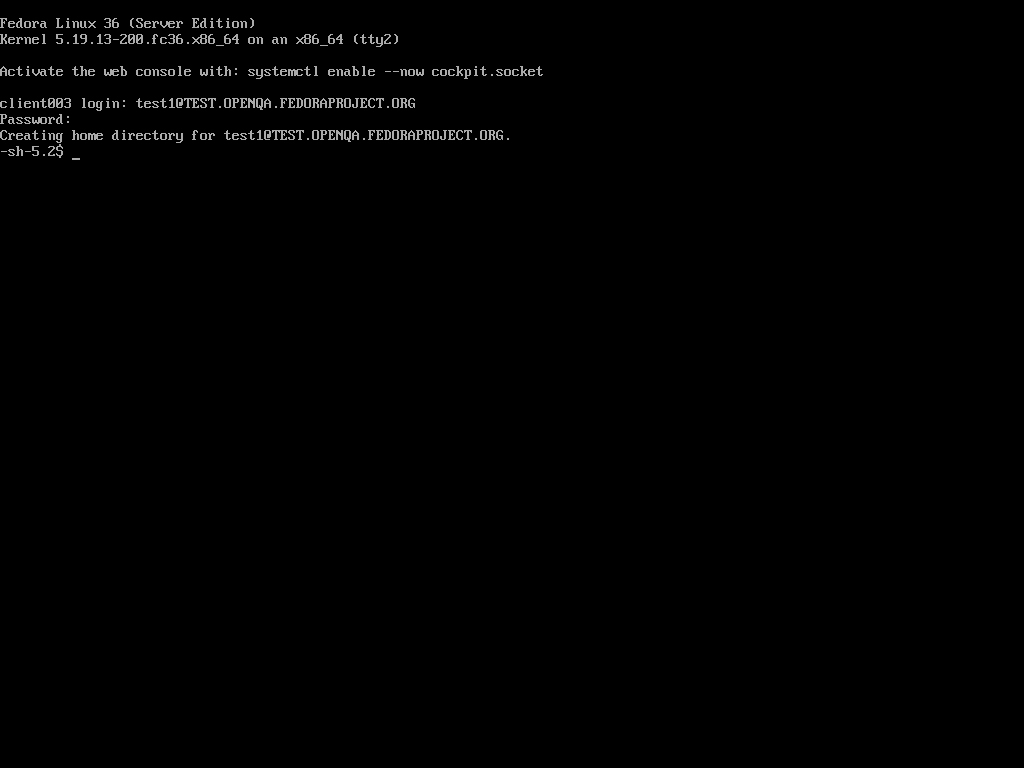 Fedora Linux 36 (Server Edition)
Kernel 5.19.13-200.fc36.x86_64 on an x86_64 (tty2)
Activate the web console with: systemctl enable --now cockpit.socket
client003 login: test1@TEST.OPENQA.FEDORAPROJECT.ORG
Password:
Creating home directory for test1@TEST.OPENQA.FEDORAPROJECT.ORG.
-sh-5.2$ _